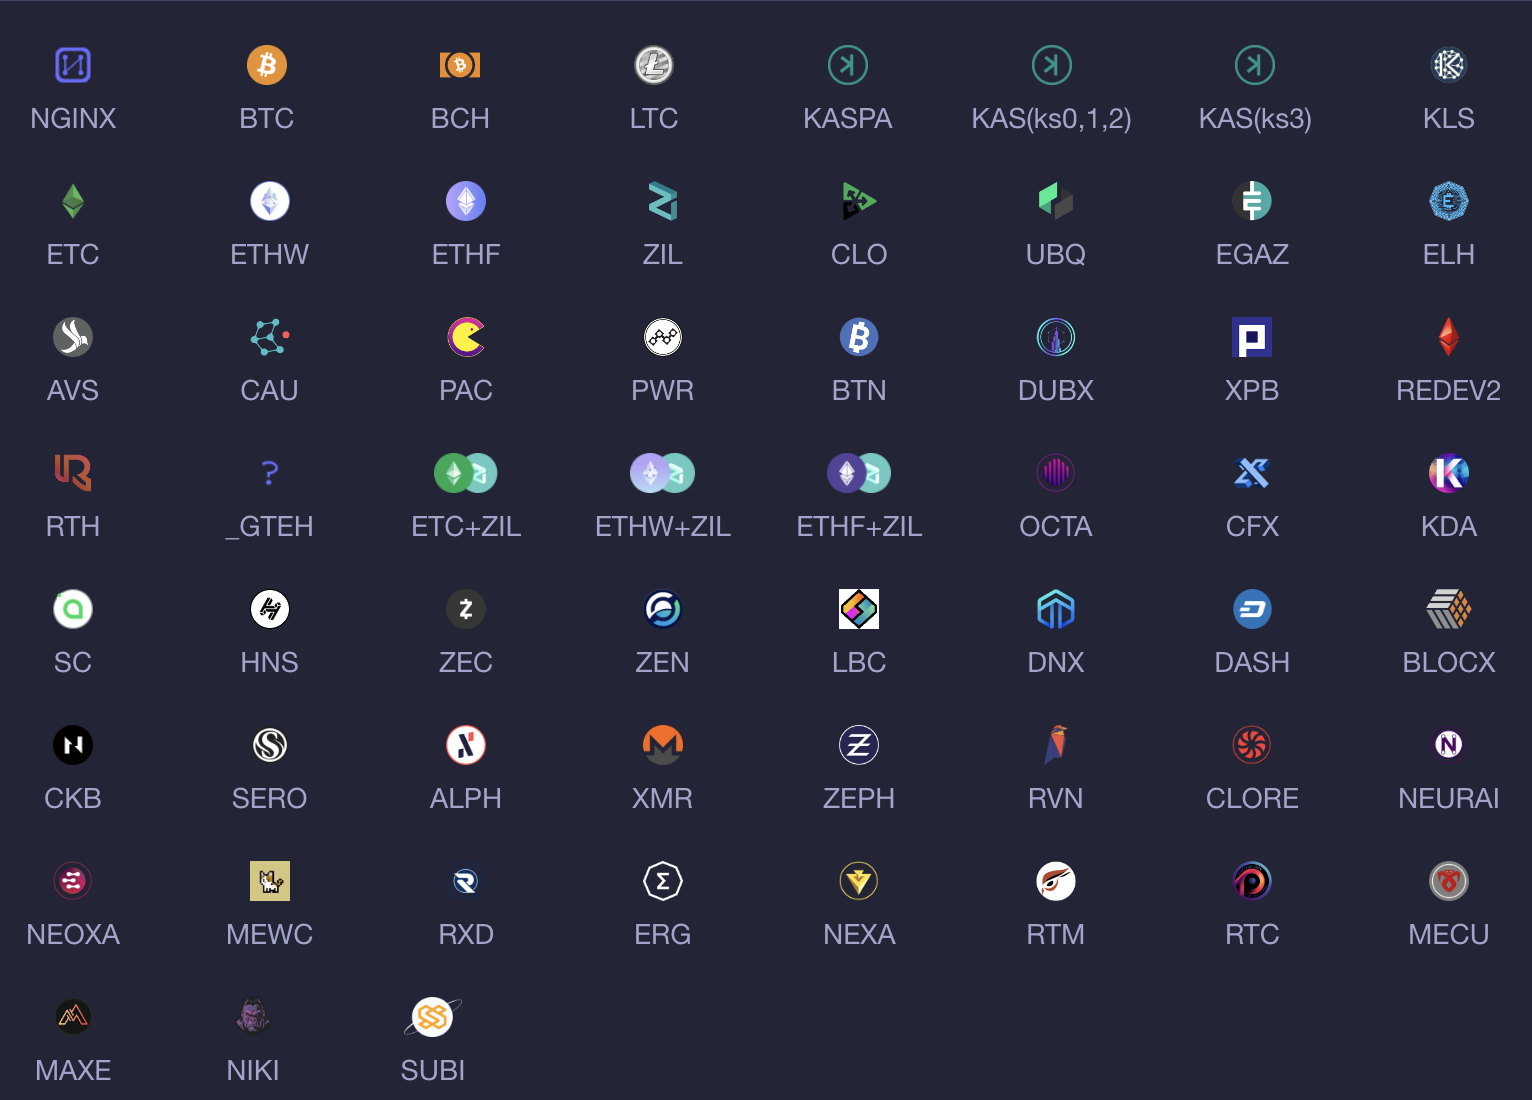 NGINX BTC BCH LTC KASPA KAS(ks0,1,2) KAS(ks3) KLS
ETC ETHW ETHF ZIL CLO UBQ EGAZ ELH
AVS CAU PAC PWR BTN DUBX XPB REDEV2
RTH _GTEH ETC+ZIL ETHW+ZIL ETHF+ZIL OCTA CFX KDA
SC HNS ZEC ZEN LBC DNX DASH BLOCX
CKB SERO ALPH XMR ZEPH RVN CLORE NEURAI
NEOXA MEWC RXD ERG NEXA RTM RTC MECU
MAXE NIKI SUBI